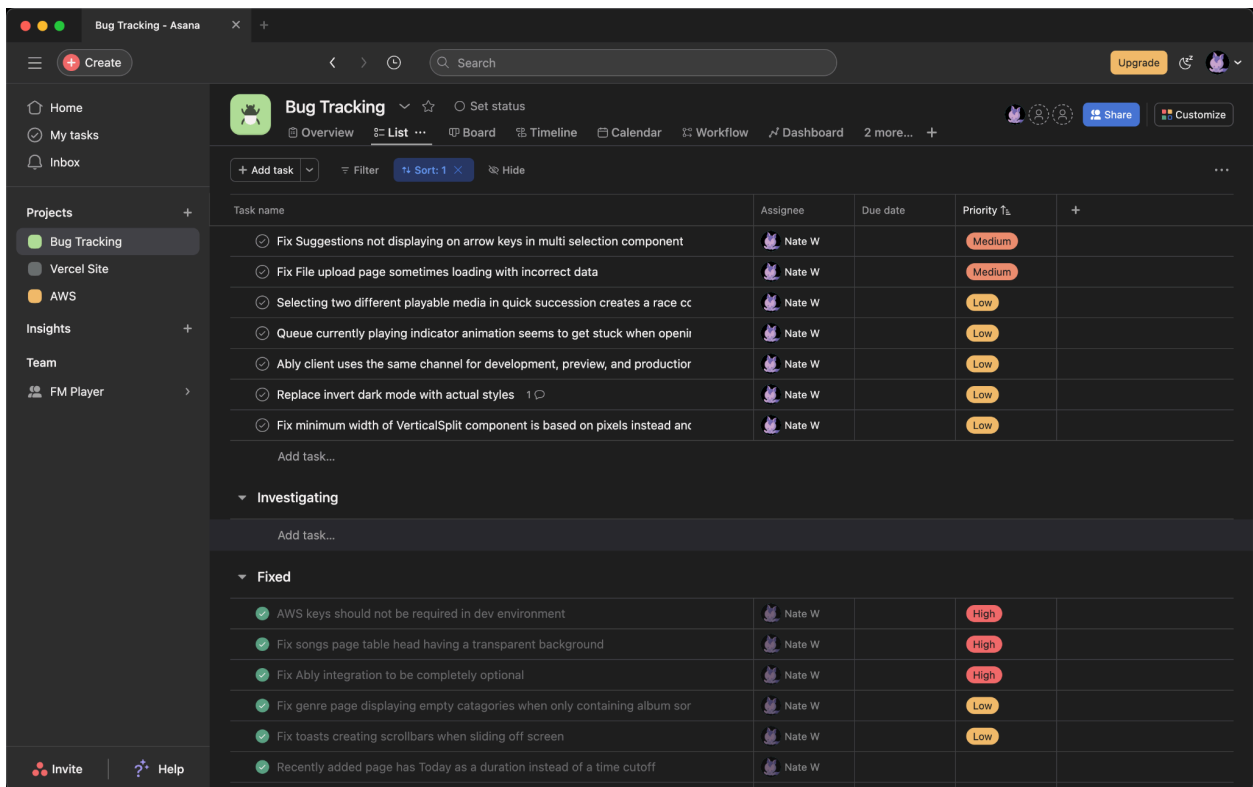 Bug Tracking - Asana
Create
Search
Upgrade
Home
My tasks
Inbox
Projects
Bug Tracking
Vercel Site
AWS
Insights
Team
FM Player
Invite
Help
Bug Tracking Set status
Overview List Board Timeline Calendar Workflow Dashboard 2 more...
Share Customize
Add task Filter Sort: 1 Hide
Task name Assignee Due date Priority
Fix Suggestions not displaying on arrow keys in multi selection component Nate W Medium
Fix File upload page sometimes loading with incorrect data Nate W Medium
Selecting two different playable media in quick succession creates a race Nate W Low
Queue currently playing indicator animation seems to get stuck when Nate W Low
Ably client uses the same channel for development, preview, and production Nate W Low
Replace invert dark mode with actual styles 1 Nate W Low
Fix minimum width of VerticalSplit component is based on pixels instead Nate W Low
Add task...
Investigating
Add task...
Fixed
AWS keys should not be required in dev environment Nate W High
Fix songs page table head having a transparent background Nate W High
Fix Ably integration to be completely optional Nate W High
Fix genre page displaying empty catagories when only containing album Nate W Low
Fix toasts creating scrollbars when sliding off screen Nate W Low
Recently added page has Today as a duration instead of a time cutoff Nate W